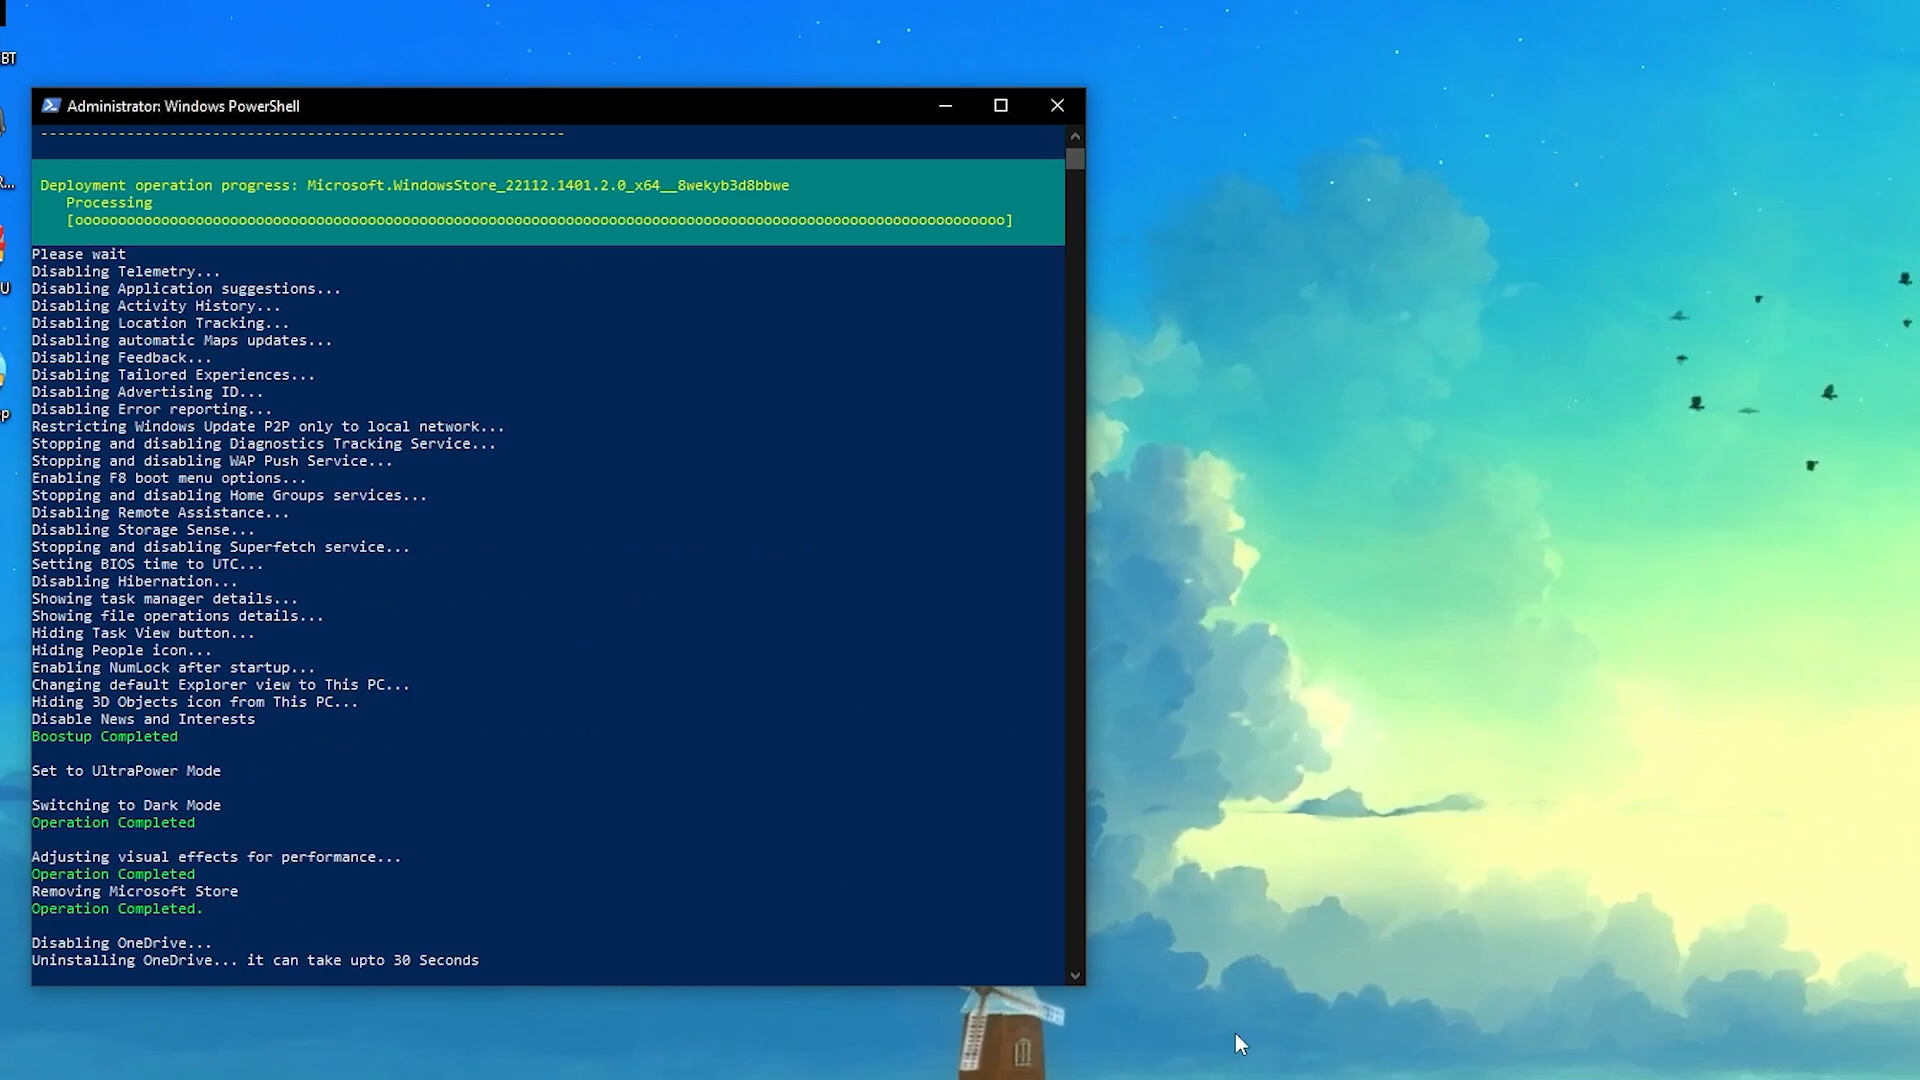 BT
R...
U
p
Administrator: Windows PowerShell
-------------------------------------------------------------
Deployment operation progress: Microsoft.WindowsStore_22112.1401.2.0_x64__8wekyb3d8bbwe
Processing
[oooooooooooooooooooooooooooooooooooooooooooooooooooooooooooooooooooooooooooooooooooooooooooooooooooooooooooo]
Please wait
Disabling Telemetry...
Disabling Application suggestions...
Disabling Activity History...
Disabling Location Tracking...
Disabling automatic Maps updates...
Disabling Feedback...
Disabling Tailored Experiences...
Disabling Advertising ID...
Disabling Error reporting...
Restricting Windows Update P2P only to local network...
Stopping and disabling Diagnostics Tracking Service...
Stopping and disabling WAP Push Service...
Enabling F8 boot menu options...
Stopping and disabling Home Groups services...
Disabling Remote Assistance...
Disabling Storage Sense...
Stopping and disabling Superfetch service...
Setting BIOS time to UTC...
Disabling Hibernation...
Showing task manager details...
Showing file operations details...
Hiding Task View button...
Hiding People icon...
Enabling NumLock after startup...
Changing default Explorer view to This PC...
Hiding 3D Objects icon from This PC...
Disable News and Interests
Boostup Completed
Set to UltraPower Mode
Switching to Dark Mode
Operation Completed
Adjusting visual effects for performance...
Operation Completed
Removing Microsoft Store
Operation Completed.
Disabling OneDrive...
Uninstalling OneDrive... it can take upto 30 Seconds